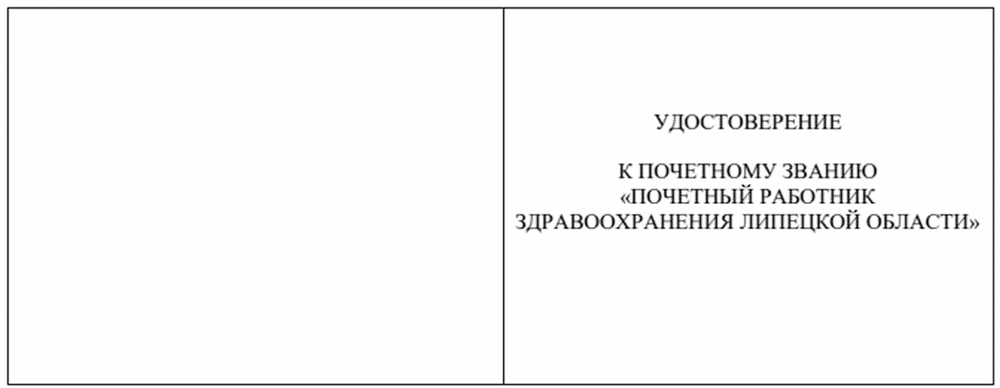 УДОСТОВЕРЕНИЕ
К ПОЧЕТНОМУ ЗВАНИЮ
«ПОЧЕТНЫЙ РАБОТНИК
ЗДРАВООХРАНЕНИЯ ЛИПЕЦКОЙ ОБЛАСТИ»